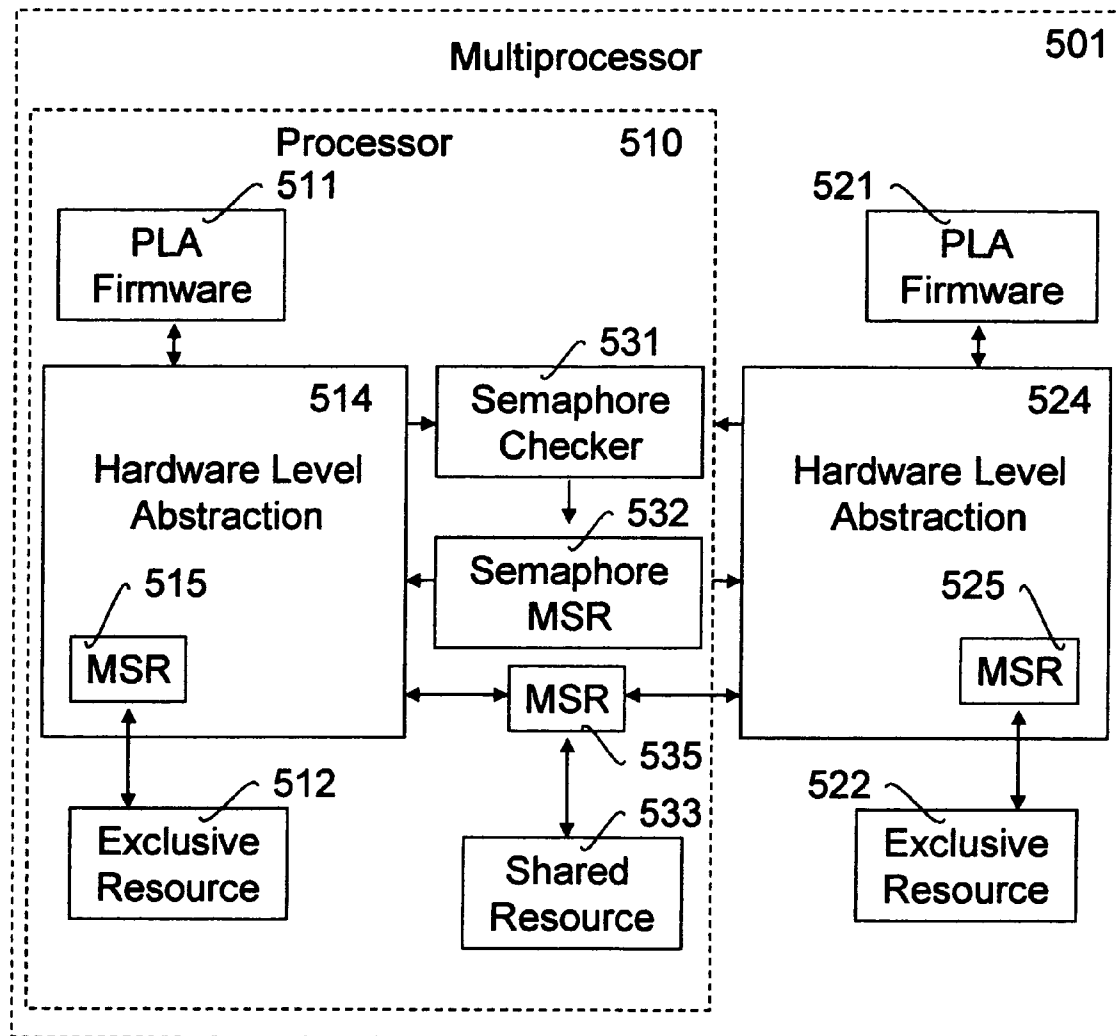 Multiprocessor
501
Processor
510
511
PLA
Firmware
521
PLA
Firmware
514
Hardware Level
Abstraction
531
Semaphore
Checker
524
Hardware Level
Abstraction
532
Semaphore
MSR
515
MSR
MSR
535
525
MSR
512
Exclusive
Resource
533
Shared
Resource
522
Exclusive
Resource